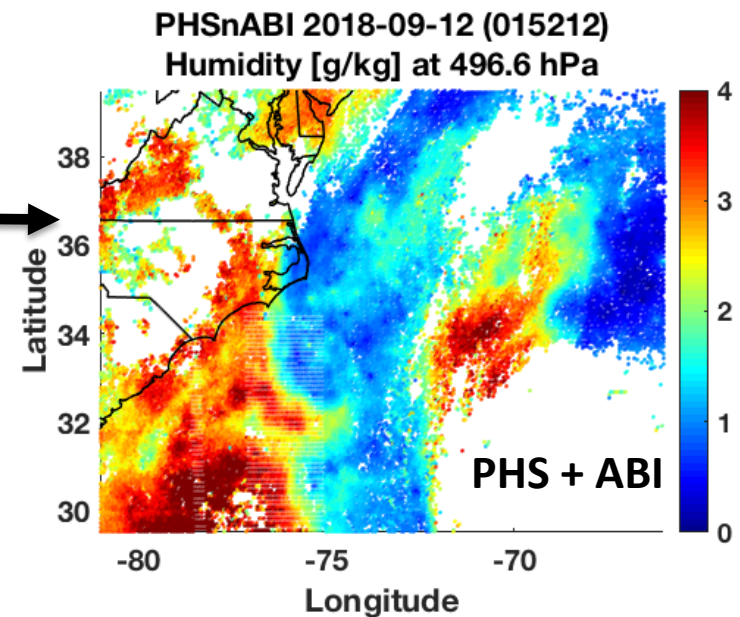 PHSnABI 2018-09-12 (015212)
Humidity [g/kg] at 496.6 hPa
Latitude
38
36
34
32
30
-80
-75
-70
Longitude
4
3
2
1
0
PHS + ABI